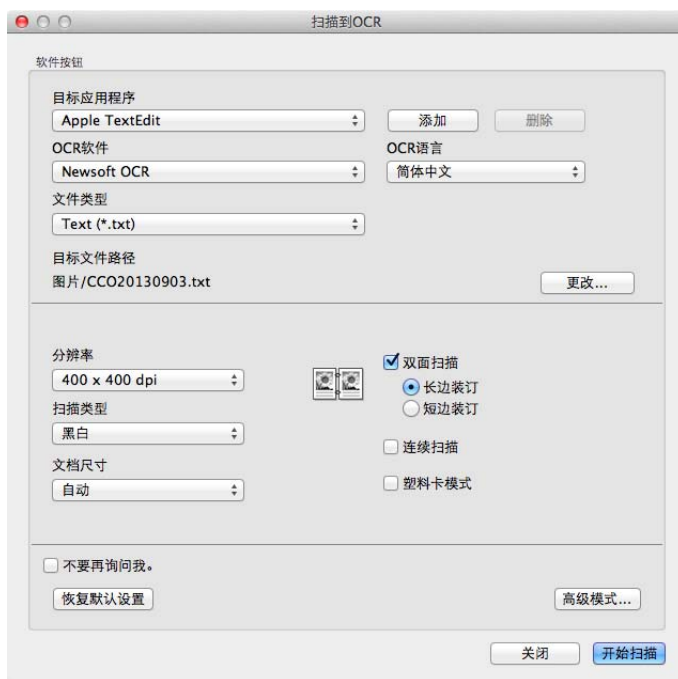 扫描到OCR
软件按钮
目标应用程序
Apple TextEdit 添加 删除
OCR软件 OCR语言
Newsoft OCR 简体中文
文件类型
Text (*.txt)
目标文件路径
图片/CCO20130903.txt 更改...
分辨率
400 x 400 dpi
扫描类型
黑白
文档尺寸
自动
双面扫描
长边装订
短边装订
连续扫描
塑料卡模式
不要再询问我。
恢复默认设置 高级模式...
关闭 开始扫描